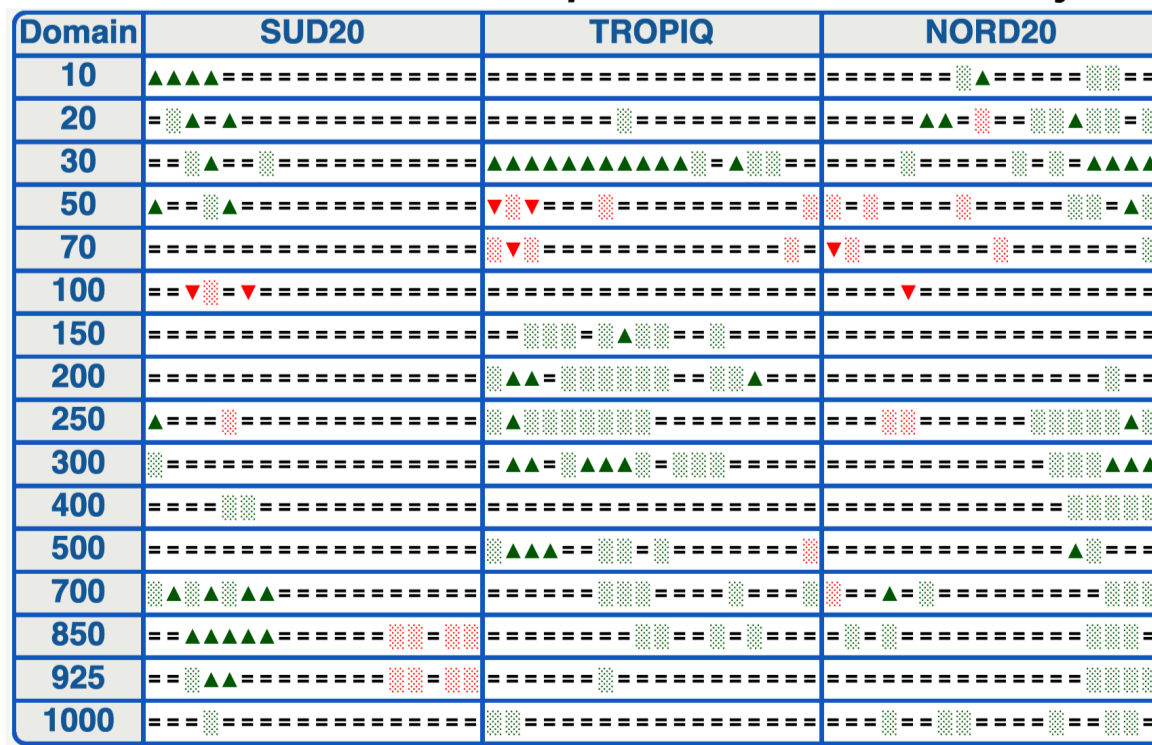 Domain SUD20 TROPIQ NORD20
10 ▲▲▲▲============== ================== =======░▲=====░░==
20 =░▲=▲============= =======░========== =====▲▲=░==░░▲░░=░
30 ==░▲==░=========== ▲▲▲▲▲▲▲▲▲▲▲░=▲░░== ====░=====░=░=▲▲▲▲
50 ▲==░▲============= ▼░▼===░==========░ ░=░====░=====░░=▲░
70 ================== ░▼░=============░= ▼░=======░=======░
100 ==▼░=▼============ ================== ====▼=============
150 ================== ==░░░=░▲░░==░===== ==================
200 ================== ░▲▲=░░░░░░==░░▲=== ===============░==
250 ▲===░============= ░▲░░░░░░░========= ===░░======░░░░░▲░
300 ░================= =▲▲=░▲▲▲░=░░░===== ============░░░▲▲▲
400 ====░░============ ================== =============░░░░░
500 ================== ░▲▲▲==░░=░=======░ =============▲░===
700 ░▲░▲░▲▲=========== ======░░░====░===░ ░==▲=░=========░░░
850 ==▲▲▲▲▲======░░=░░ ========░░==░=░=== =░=░==========░░░=
925 ==░▲▲========░░=░░ ======░=========== ==============░░░░
1000 ===░============== ░░================ ===░==░░====░==░░=